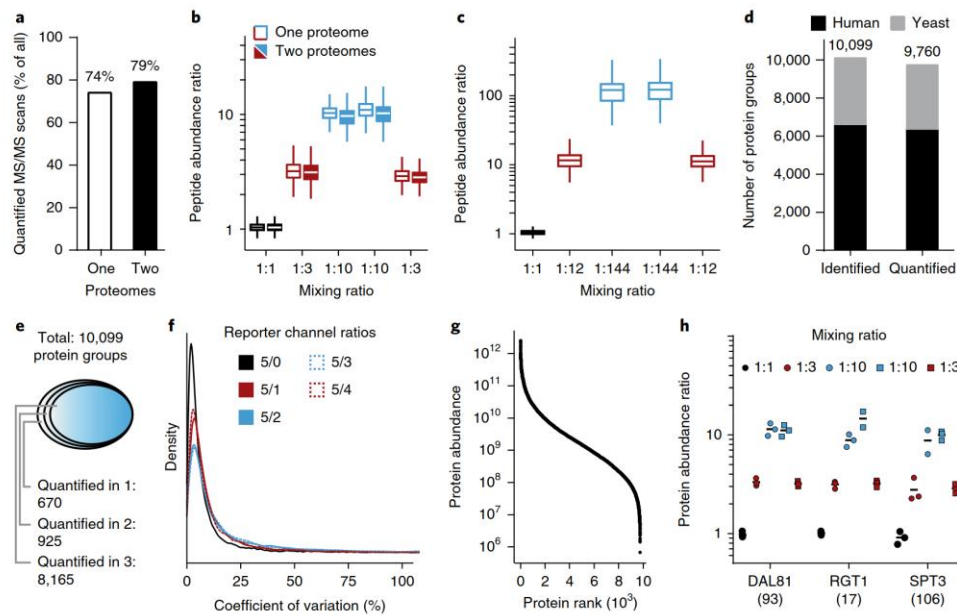 a
Quantified MS/MS scans (% of all)
100
80
60
40
20
0
74%
79%
One Two
Proteomes
b
One proteome
Two proteomes
Peptide abundance ratio
10
1
1:1 1:3 1:10 1:10 1:3
Mixing ratio
c
Peptide abundance ratio
100
10
1
1:1 1:12 1:144 1:144 1:12
Mixing ratio
d
Human Yeast
Number of protein groups
10,099
9,760
10,000
8,000
6,000
4,000
2,000
0
Identified Quantified
e
Total: 10,099
protein groups
Quantified in 1:
670
Quantified in 2:
925
Quantified in 3:
8,165
f
Reporter channel ratios
5/0 5/3
5/1 5/4
5/2
Density
0 25 50 75 100
Coefficient of variation (%)
g
Protein abundance
10¹²
10¹¹
10¹⁰
10⁹
10⁸
10⁷
10⁶
0 2 4 6 8 10
Protein rank (10³)
h
Mixing ratio
1:1 1:3 1:10 1:10 1:3
Protein abundance ratio
10
1
DAL81 RGT1 SPT3
(93) (17) (106)